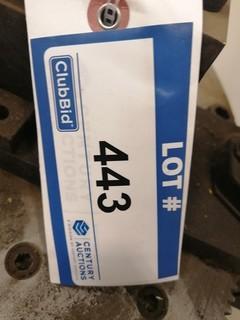 LOT #
443
ClubBid
CENTURY
AUCTIONS